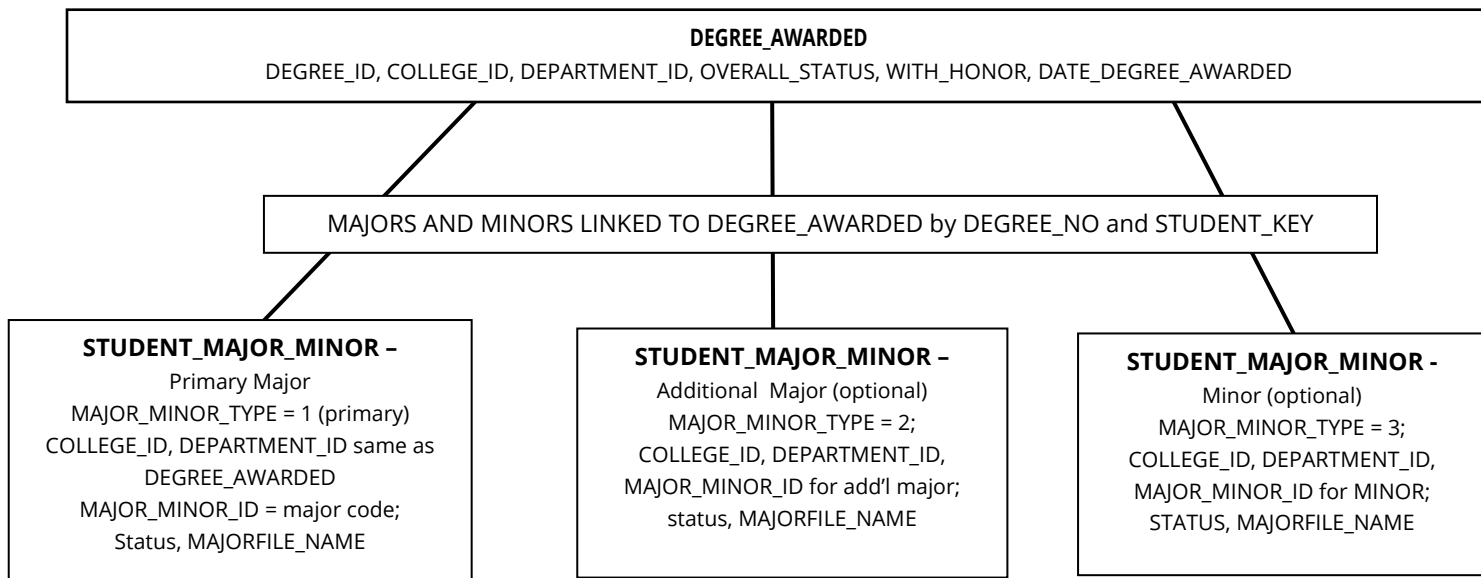 DEGREE_AWARDED
DEGREE_ID, COLLEGE_ID, DEPARTMENT_ID, OVERALL_STATUS, WITH_HONOR, DATE_DEGREE_AWARDED
MAJORS AND MINORS LINKED TO DEGREE_AWARDED by DEGREE_NO and STUDENT_KEY
STUDENT_MAJOR_MINOR –
Primary Major
MAJOR_MINOR_TYPE = 1 (primary)
COLLEGE_ID, DEPARTMENT_ID same as
DEGREE_AWARDED
MAJOR_MINOR_ID = major code;
Status, MAJORFILE_NAME
STUDENT_MAJOR_MINOR –
Additional Major (optional)
MAJOR_MINOR_TYPE = 2;
COLLEGE_ID, DEPARTMENT_ID,
MAJOR_MINOR_ID for add’l major;
status, MAJORFILE_NAME
STUDENT_MAJOR_MINOR -
Minor (optional)
MAJOR_MINOR_TYPE = 3;
COLLEGE_ID, DEPARTMENT_ID,
MAJOR_MINOR_ID for MINOR;
STATUS, MAJORFILE_NAME